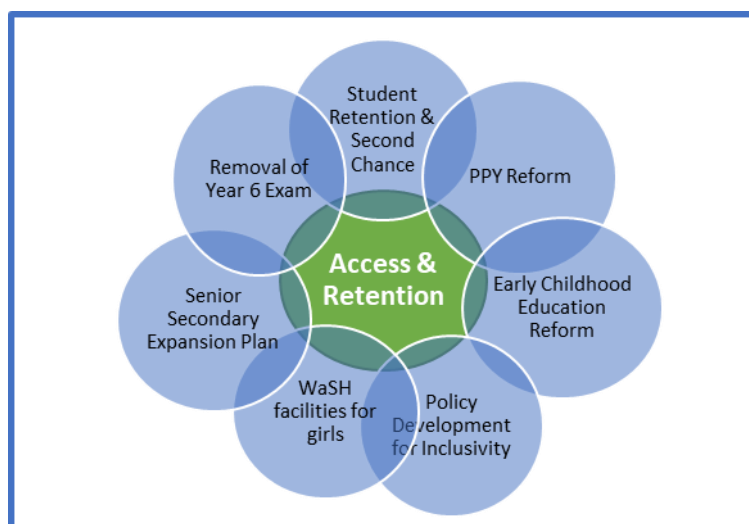 Student
Retention &
Second
Chance
PPY Reform
Early Childhood
Education
Reform
Policy
Development
for Inclusivity
WaSH
facilities for
girls
Senior
Secondary
Expansion Plan
Removal of
Year 6 Exam
Access &
Retention